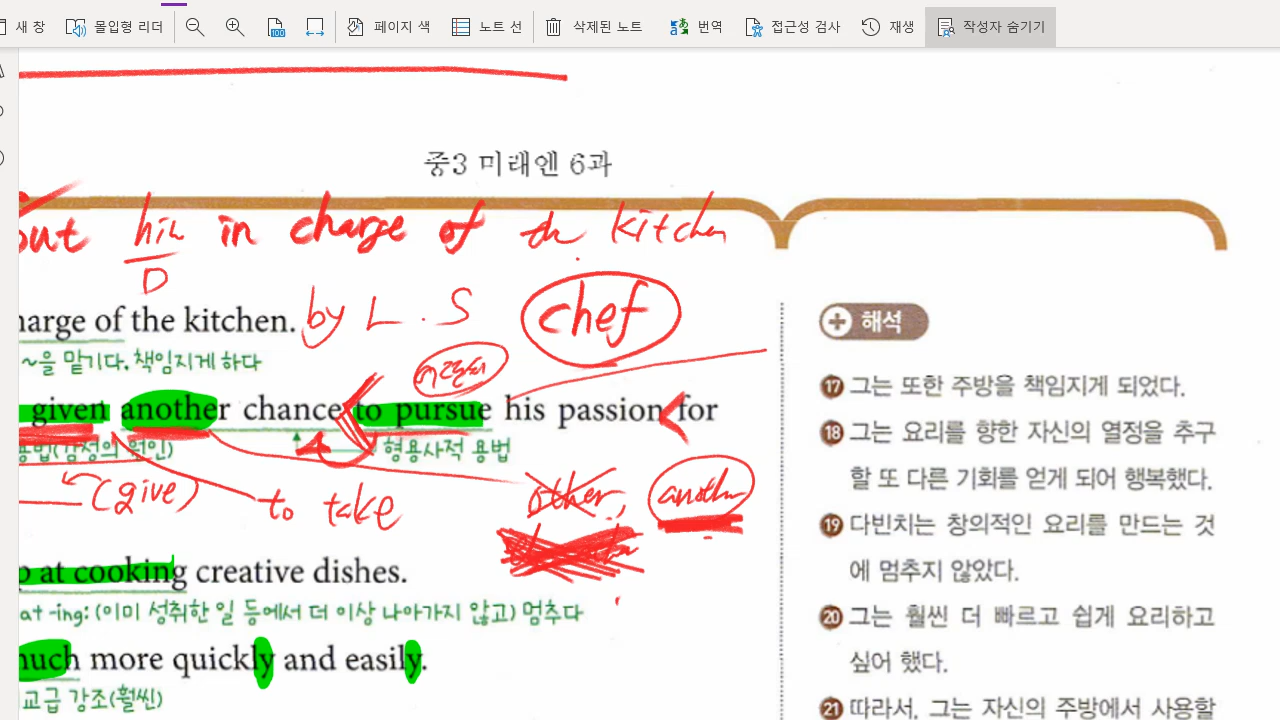 새 창 몰입형 리더 페이지 색 노트 선 삭제된 노트 번역 접근성 검사 재생 작성자 숨기기
중3 미래엔 6과
out him in charge of the kitchen
D
harge of the kitchen. by L.S chef
~을 맡기다, 책임지게 하다
given another chance to pursue his passion for
용법(감정의 원인) 형용사적 용법
(give) to take other, another
p at cooking creative dishes.
at -ing: (이미 성취한 일 등에서 더 이상 나아가지 않고) 멈추다
much more quickly and easily.
교급 강조(훨씬)
해석
17 그는 또한 주방을 책임지게 되었다.
18 그는 요리를 향한 자신의 열정을 추구
할 또 다른 기회를 얻게 되어 행복했다.
19 다빈치는 창의적인 요리를 만드는 것
에 멈추지 않았다.
20 그는 훨씬 더 빠르고 쉽게 요리하고
싶어 했다.
21 따라서, 그는 자신의 주방에서 사용할